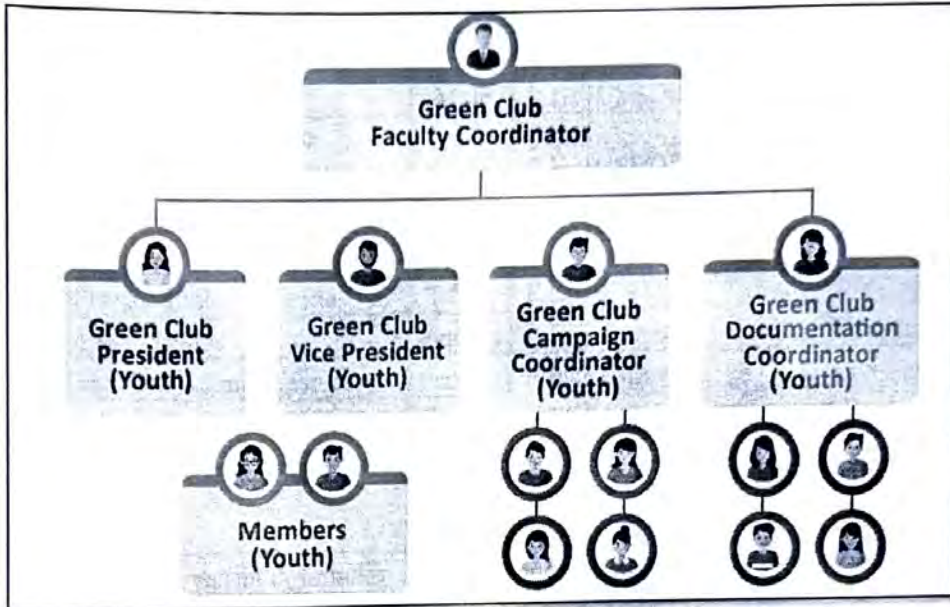 Green Club
Faculty Coordinator
Green Club
President
(Youth)
Green Club
Vice President
(Youth)
Green Club
Campaign
Coordinator
(Youth)
Green Club
Documentation
Coordinator
(Youth)
Members
(Youth)